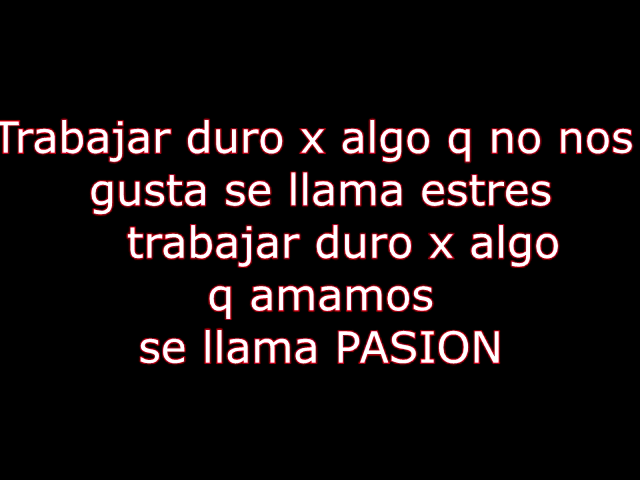 Trabajar duro x algo q no nos
gusta se llama estres
trabajar duro x algo
q amamos
se llama PASION